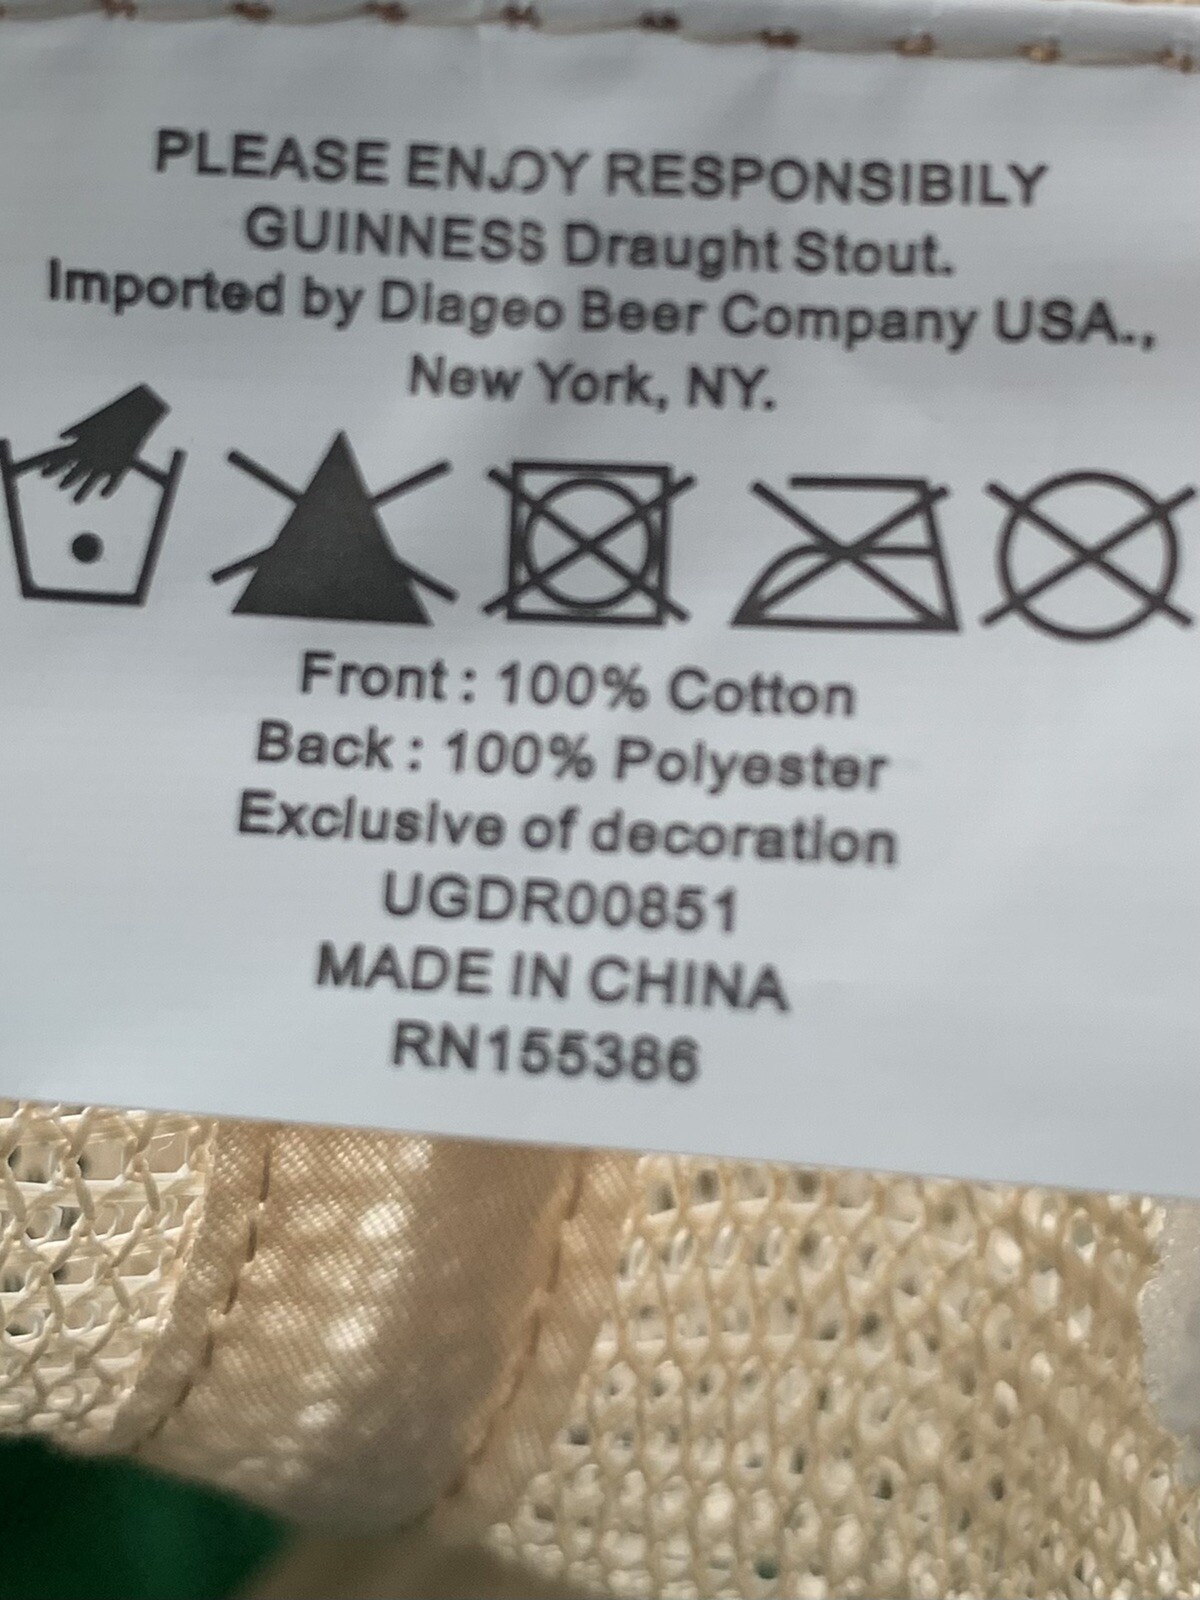 PLEASE ENJOY RESPONSIBILY
GUINNESS Draught Stout.
Imported by Diageo Beer Company USA.,
New York, NY.
Front : 100% Cotton
Back : 100% Polyester
Exclusive of decoration
UGDR00851
MADE IN CHINA
RN155386